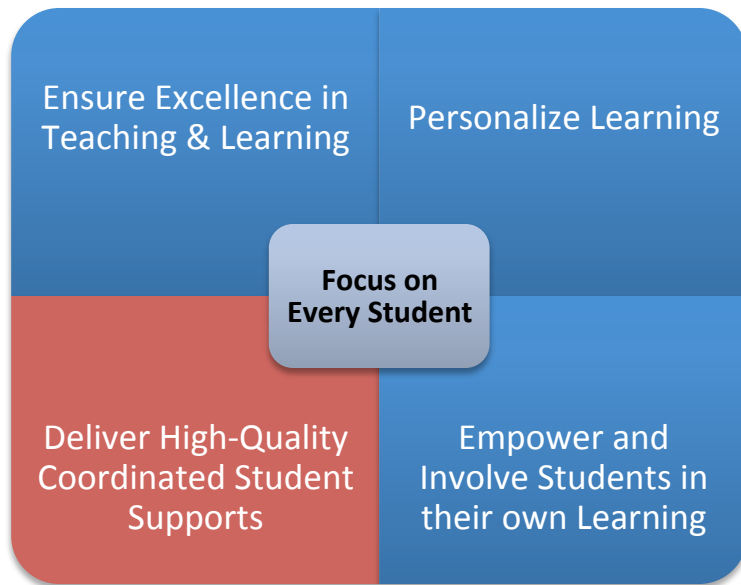 Ensure Excellence in
Teaching & Learning
Personalize Learning
Focus on
Every Student
Deliver High-Quality
Coordinated Student
Supports
Empower and
Involve Students in
their own Learning